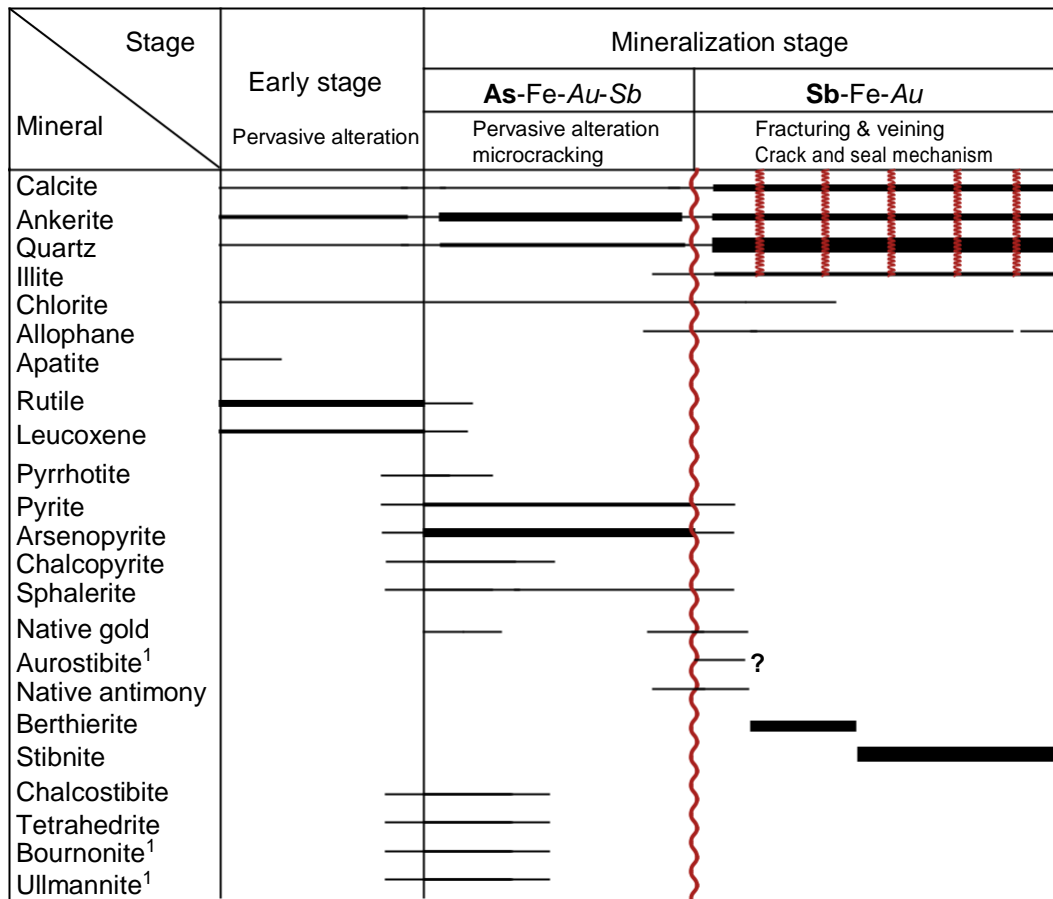 Stage
Mineral
Early stage
Pervasive alteration
Mineralization stage
As-Fe-Au-Sb
Pervasive alteration
microcracking
Sb-Fe-Au
Fracturing & veining
Crack and seal mechanism
Calcite
Ankerite
Quartz
Illite
Chlorite
Allophane
Apatite
Rutile
Leucoxene
Pyrrhotite
Pyrite
Arsenopyrite
Chalcopyrite
Sphalerite
Native gold
Aurostibite¹ ?
Native antimony
Berthierite
Stibnite
Chalcostibite
Tetrahedrite
Bournonite¹
Ullmannite¹